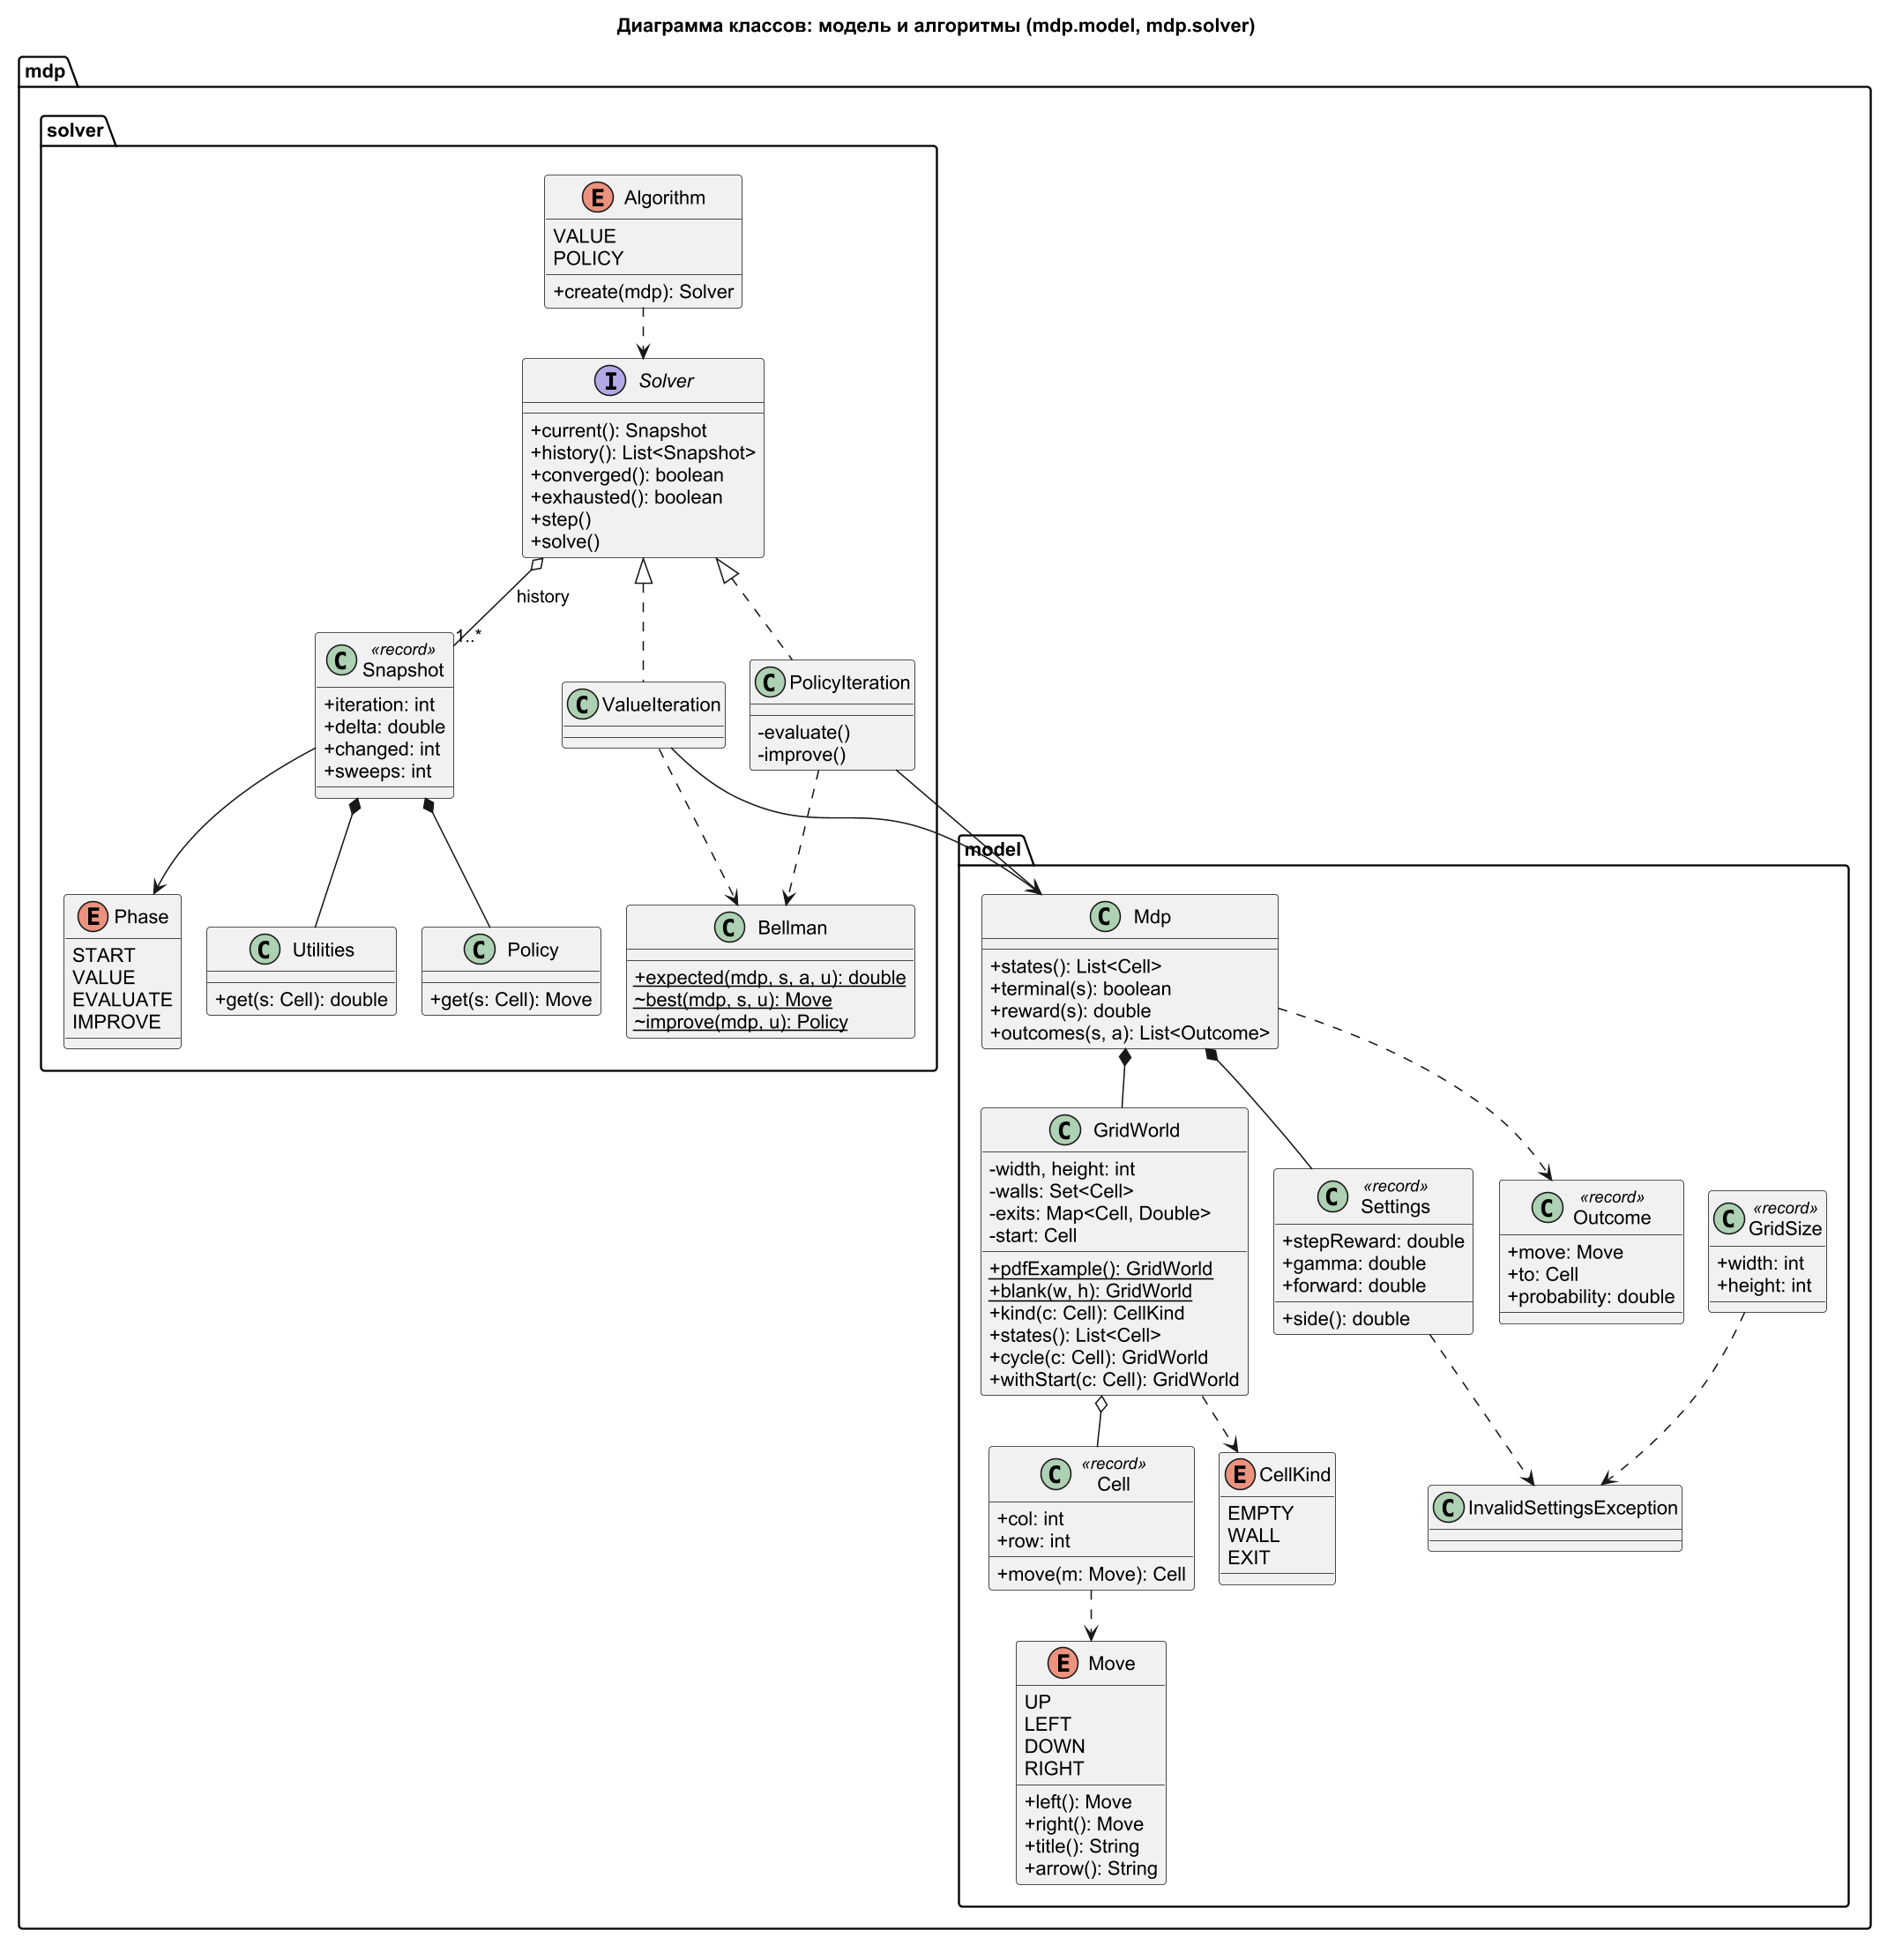 Диаграмма классов: модель и алгоритмы (mdp.model, mdp.solver)
mdp
solver
E Algorithm
VALUE
POLICY
+create(mdp): Solver
I Solver
+current(): Snapshot
+history(): List<Snapshot>
+converged(): boolean
+exhausted(): boolean
+step()
+solve()
history
1..*
«record»
C Snapshot
+iteration: int
+delta: double
+changed: int
+sweeps: int
C ValueIteration
C PolicyIteration
-evaluate()
-improve()
E Phase
START
VALUE
EVALUATE
IMPROVE
C Utilities
+get(s: Cell): double
C Policy
+get(s: Cell): Move
C Bellman
+expected(mdp, s, a, u): double
~best(mdp, s, u): Move
~improve(mdp, u): Policy
model
C Mdp
+states(): List<Cell>
+terminal(s): boolean
+reward(s): double
+outcomes(s, a): List<Outcome>
C GridWorld
-width, height: int
-walls: Set<Cell>
-exits: Map<Cell, Double>
-start: Cell
+pdfExample(): GridWorld
+blank(w, h): GridWorld
+kind(c: Cell): CellKind
+states(): List<Cell>
+cycle(c: Cell): GridWorld
+withStart(c: Cell): GridWorld
«record»
C Settings
+stepReward: double
+gamma: double
+forward: double
+side(): double
«record»
C Outcome
+move: Move
+to: Cell
+probability: double
«record»
C GridSize
+width: int
+height: int
«record»
C Cell
+col: int
+row: int
+move(m: Move): Cell
E CellKind
EMPTY
WALL
EXIT
C InvalidSettingsException
E Move
UP
LEFT
DOWN
RIGHT
+left(): Move
+right(): Move
+title(): String
+arrow(): String